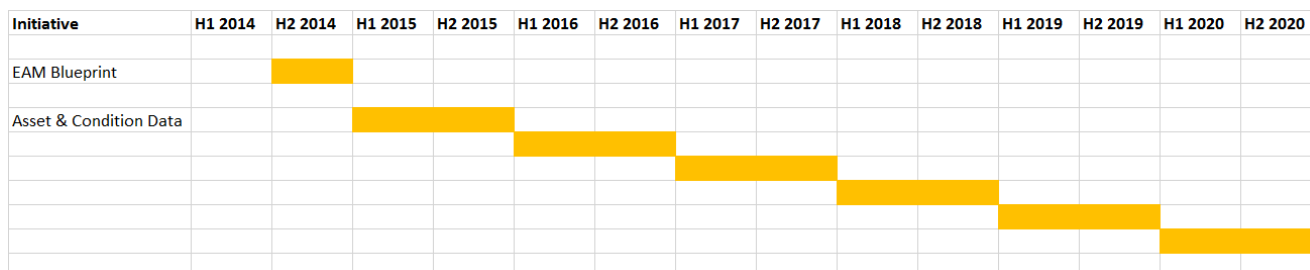 Initiative H1 2014 H2 2014 H1 2015 H2 2015 H1 2016 H2 2016 H1 2017 H2 2017 H1 2018 H2 2018 H1 2019 H2 2019 H1 2020 H2 2020
EAM Blueprint
Asset & Condition Data